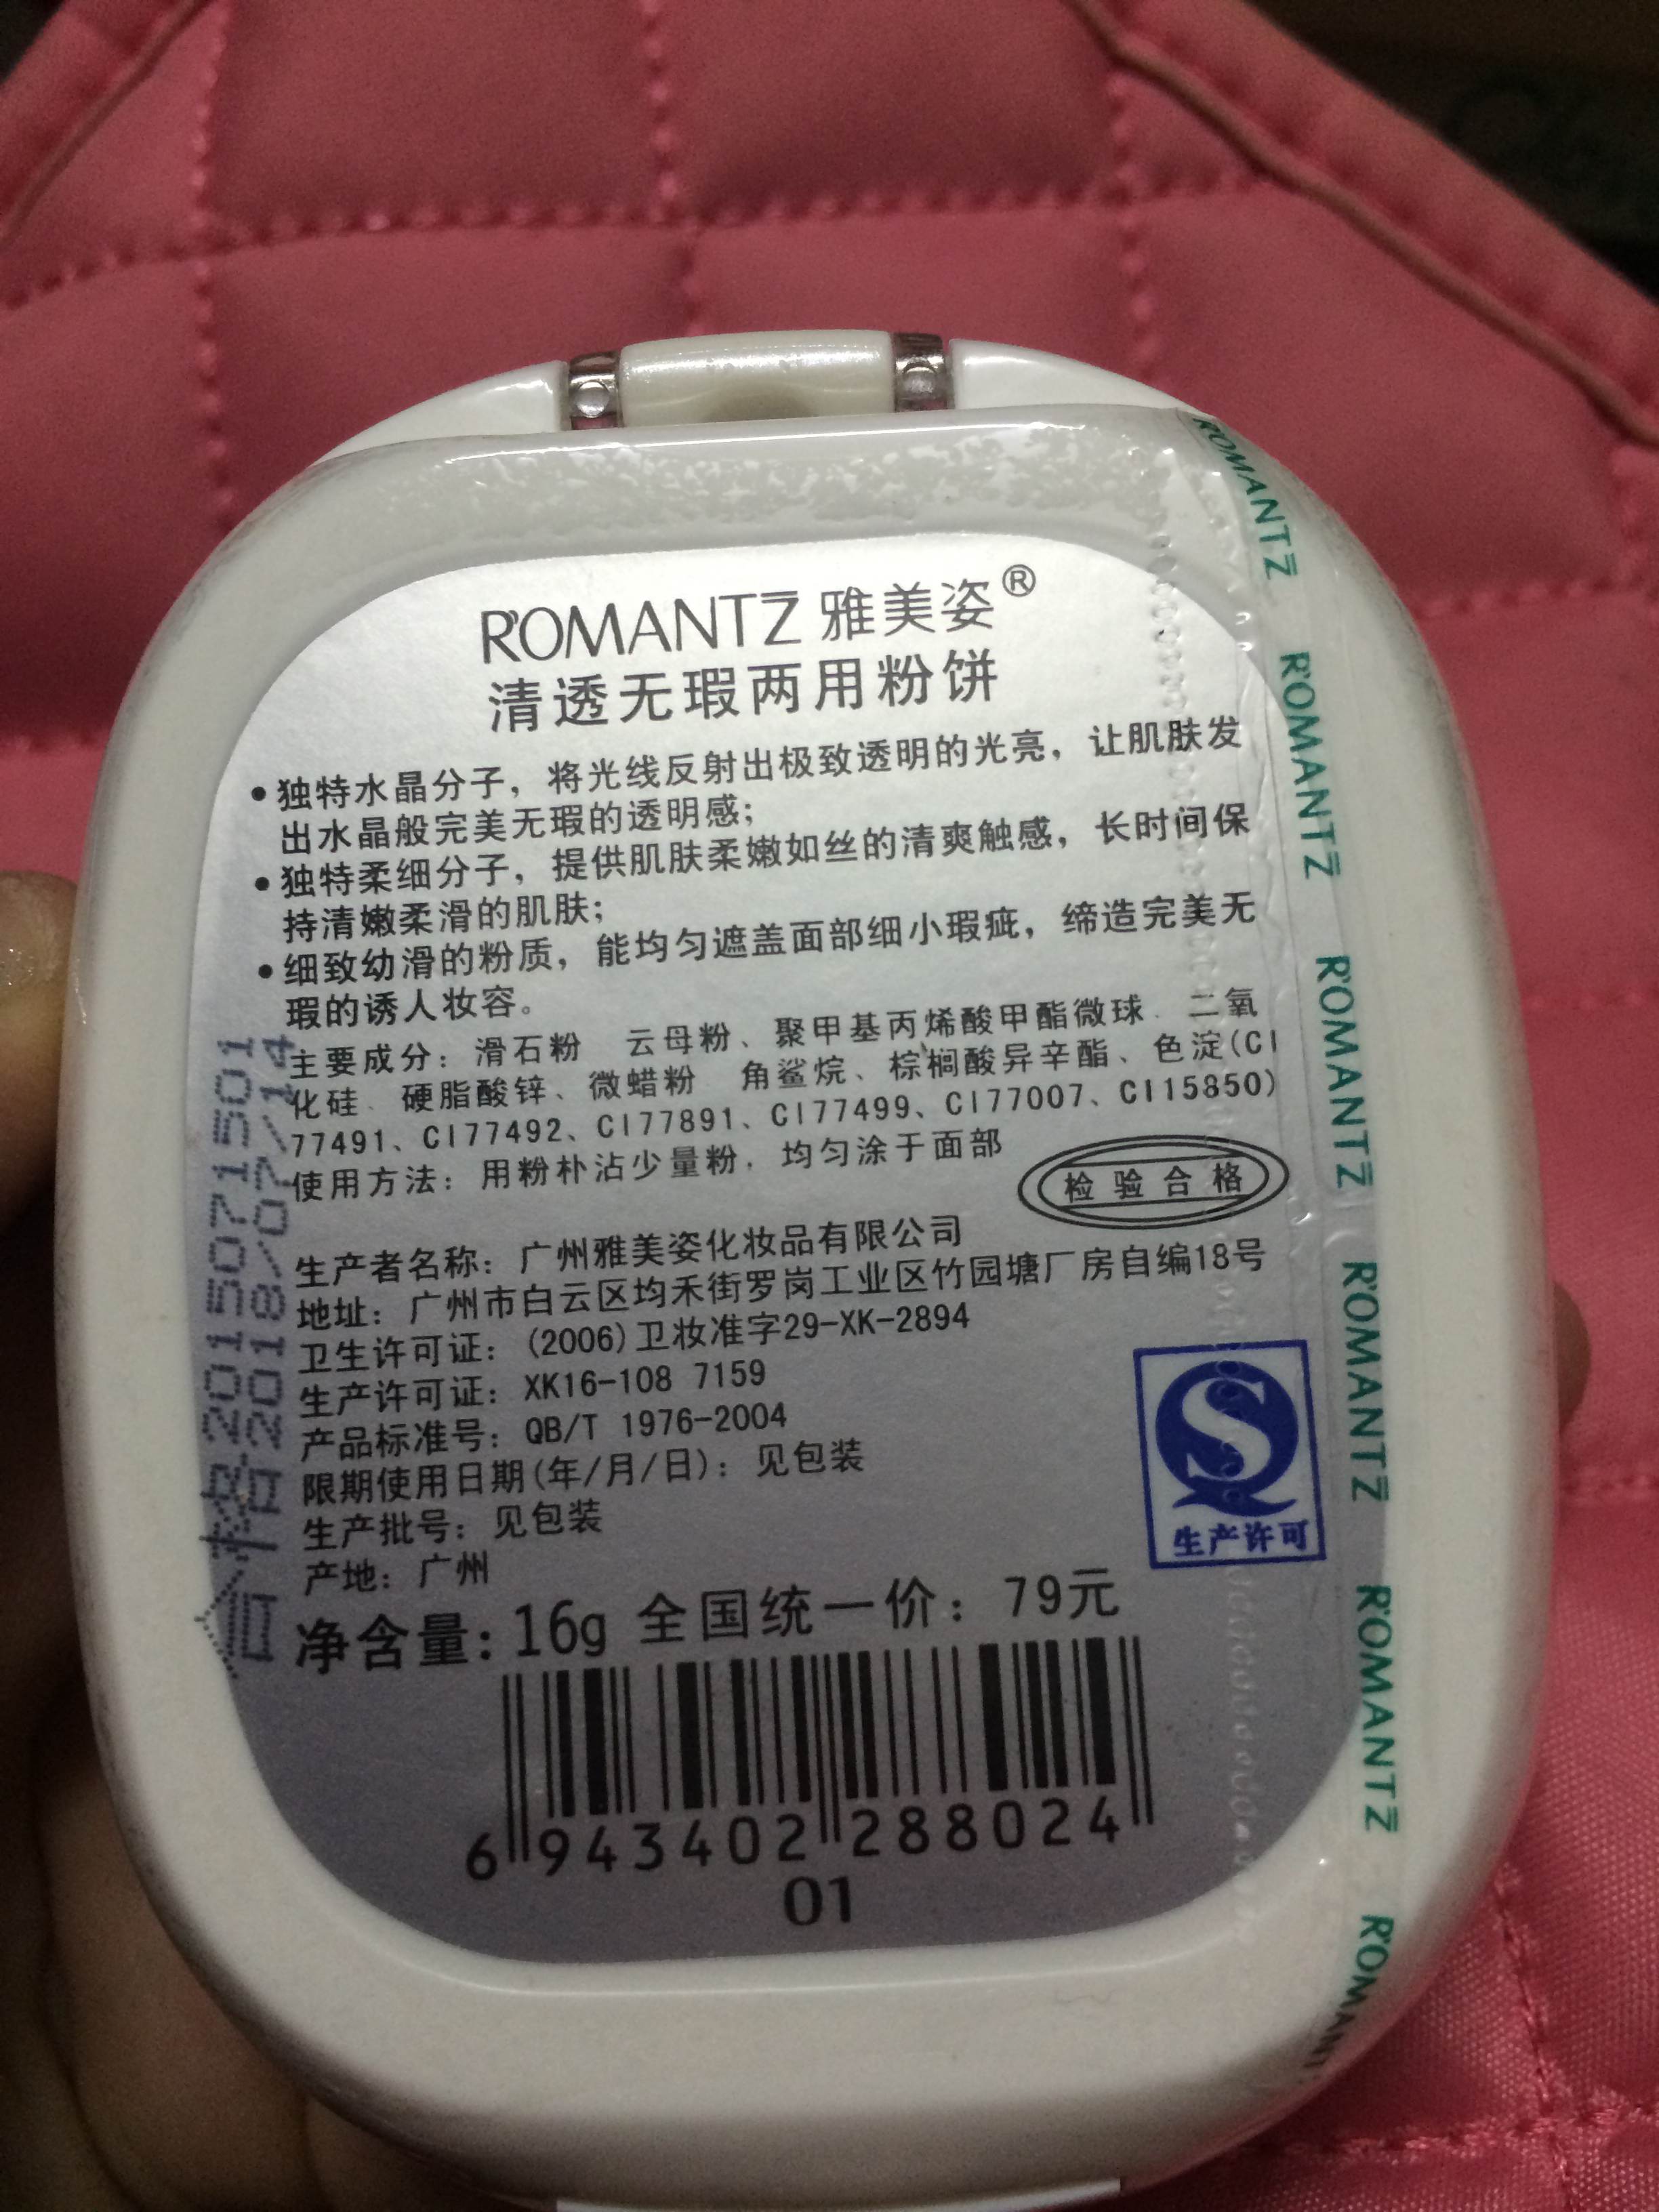 ROMANTZ 雅美姿®
清透无瑕两用粉饼
•独特水晶分子，将光线反射出极致透明的光亮，让肌肤发
出水晶般完美无瑕的透明感；
•独特柔细分子，提供肌肤柔嫩如丝的清爽触感，长时间保
持清嫩柔滑的肌肤；
•细致幼滑的粉质，能均匀遮盖面部细小瑕疵，缔造完美无
瑕的诱人妆容。
主要成分：滑石粉 云母粉、聚甲基丙烯酸甲酯微球、二氧
化硅、硬脂酸锌、微蜡粉 角鲨烷、棕榈酸异辛酯、色淀(CI
77491、CI77492、CI77891、CI77499、CI77007、CI15850)
使用方法：用粉朴沾少量粉，均匀涂于面部
检验合格
生产者名称：广州雅美姿化妆品有限公司
地址：广州市白云区均禾街罗岗工业区竹园塘厂房自编18号
卫生许可证：(2006)卫妆准字29-XK-2894
生产许可证：XK16-108 7159
产品标准号：QB/T 1976-2004
限期使用日期(年/月/日)：见包装
生产批号：见包装
产地：广州
生产许可
净含量：16g 全国统一价：79元
6 943402 288024
01
合格 2015071501
2018/07/14
ROMANTZ
ROMANTZ
ROMANTZ
ROMANTZ
ROMANTZ
ROMANT